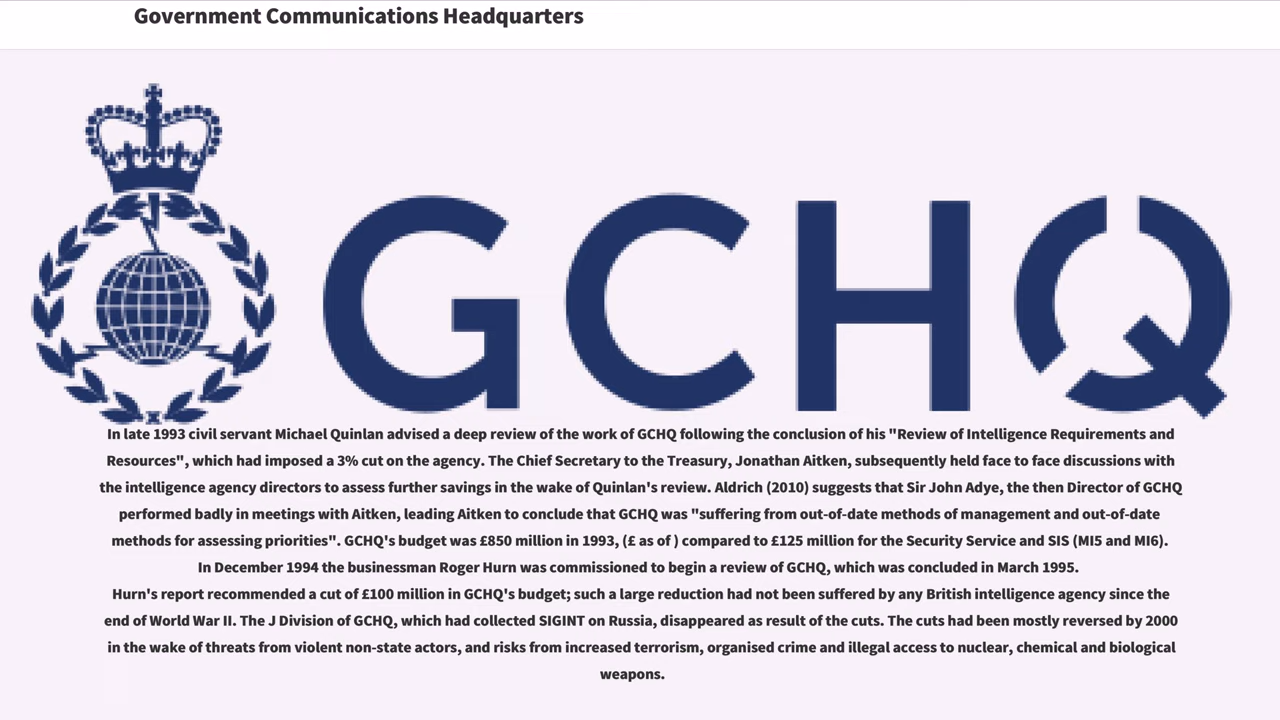 Government Communications Headquarters
GCHQ
In late 1993 civil servant Michael Quinlan advised a deep review of the work of GCHQ following the conclusion of his "Review of Intelligence Requirements and
Resources", which had imposed a 3% cut on the agency. The Chief Secretary to the Treasury, Jonathan Aitken, subsequently held face to face discussions with
the intelligence agency directors to assess further savings in the wake of Quinlan's review. Aldrich (2010) suggests that Sir John Adye, the then Director of GCHQ
performed badly in meetings with Aitken, leading Aitken to conclude that GCHQ was "suffering from out-of-date methods of management and out-of-date
methods for assessing priorities". GCHQ's budget was £850 million in 1993, (£ as of ) compared to £125 million for the Security Service and SIS (MI5 and MI6).
In December 1994 the businessman Roger Hurn was commissioned to begin a review of GCHQ, which was concluded in March 1995.
Hurn's report recommended a cut of £100 million in GCHQ's budget; such a large reduction had not been suffered by any British intelligence agency since the
end of World War II. The J Division of GCHQ, which had collected SIGINT on Russia, disappeared as result of the cuts. The cuts had been mostly reversed by 2000
in the wake of threats from violent non-state actors, and risks from increased terrorism, organised crime and illegal access to nuclear, chemical and biological
weapons.